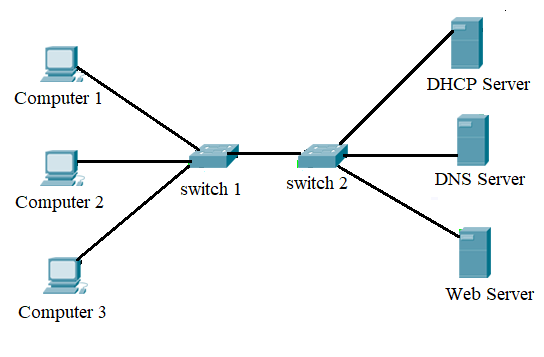 DHCP Server
Computer 1
DNS Server
switch 1
switch 2
Computer 2
Web Server
Computer 3